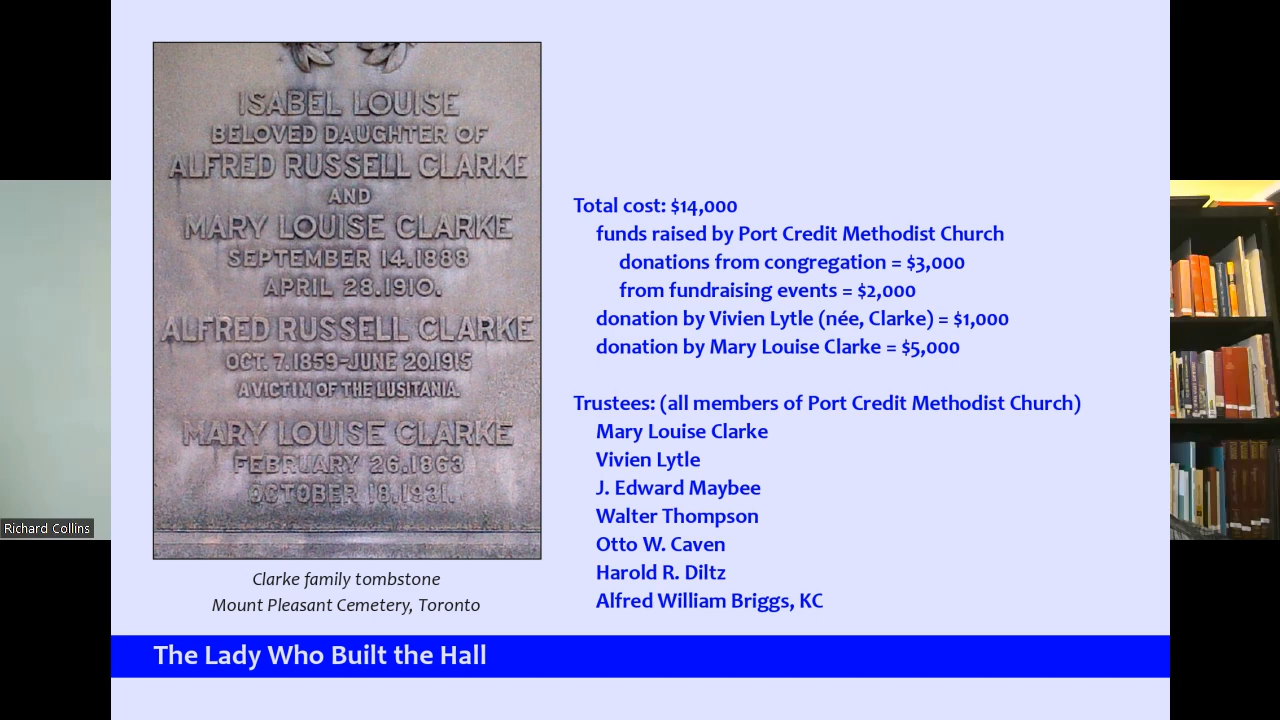 ISABEL LOUISE
BELOVED DAUGHTER OF
ALFRED RUSSELL CLARKE
AND
MARY LOUISE CLARKE
SEPTEMBER 14.1888
APRIL 28.1910.
ALFRED RUSSELL CLARKE
OCT. 7.1859-JUNE 20.1915
A VICTIM OF THE LUSITANIA.
MARY LOUISE CLARKE
FEBRUARY 26.1863
OCTOBER 18.1931.
Clarke family tombstone
Mount Pleasant Cemetery, Toronto
Total cost: $14,000
funds raised by Port Credit Methodist Church
donations from congregation = $3,000
from fundraising events = $2,000
donation by Vivien Lytle (née, Clarke) = $1,000
donation by Mary Louise Clarke = $5,000
Trustees: (all members of Port Credit Methodist Church)
Mary Louise Clarke
Vivien Lytle
J. Edward Maybee
Walter Thompson
Otto W. Caven
Harold R. Diltz
Alfred William Briggs, KC
The Lady Who Built the Hall
Richard Collins